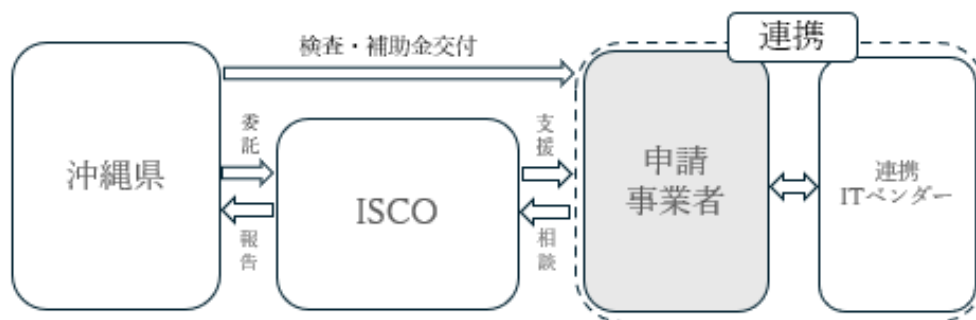 連携
検査・補助金交付
沖縄県
委託
報告
ISCO
支援
相談
申請
事業者
連携
ITベンダー